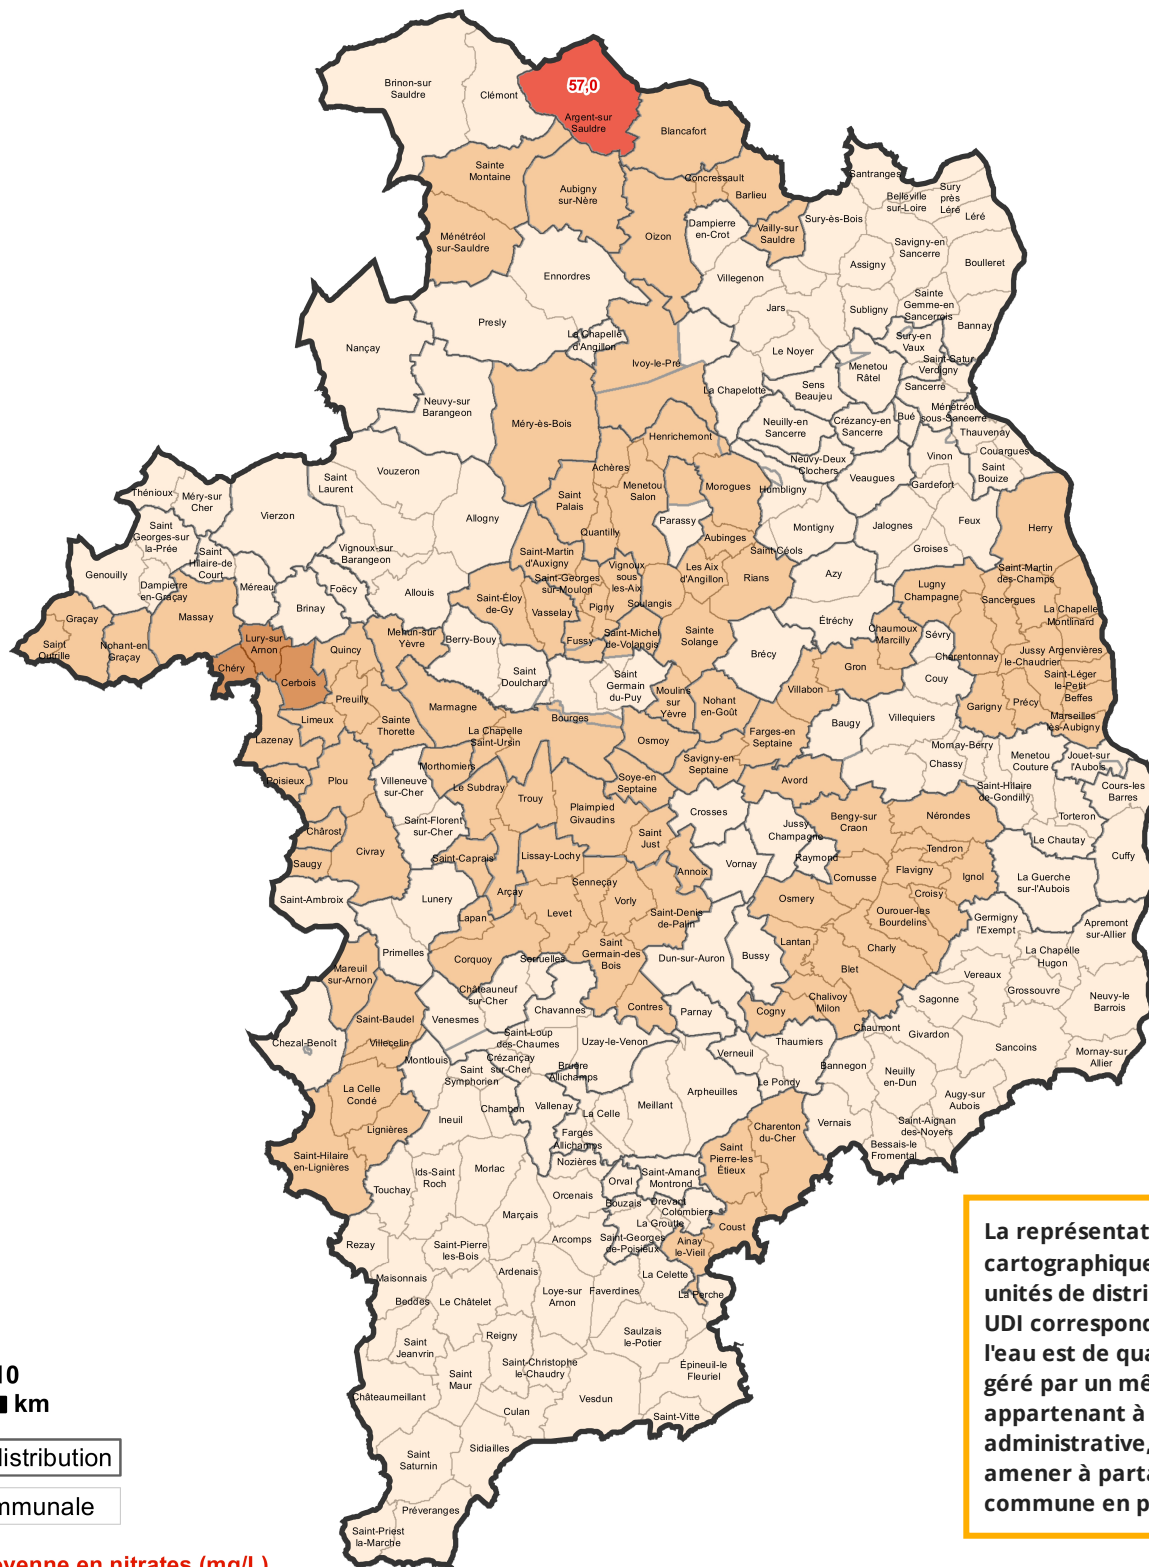 Brinon-sur
Sauldre
Clémont
57,0
Argent-sur
Sauldre
Blancafort
Sainte
Montaine
Aubigny
sur-Nère
Concressault
Barlieu
Santranges
Belleville
sur-Loire
Sury
près
Léré
Léré
Ménétréol
sur-Sauldre
Oizon
Dampierre
en-Crot
Vailly-sur
Sauldre
Sury-ès-Bois
Savigny-en
Sancerre
Boulleret
Assigny
Ennordres
Villegenon
Sainte
Gemme-en
Sancerrois
Jars
Subligny
Bannay
Presly
La Chapelle
d'Angillon
Nançay
Ivoy-le-Pré
Le Noyer
Sury-en
Vaux
Menetou
Râtel
Saint-Satur
Verdigny
Sancerre
Neuvy-sur
Barangeon
La Chapelotte
Sens
Beaujeu
Méry-ès-Bois
Henrichemont
Neuilly-en
Sancerre
Crézancy-en
Sancerre
Bué
Ménétréol
sous-Sancerre
Thauvenay
Couargues
Vinon
Saint
Bouize
Neuvy-Deux
Clochers
Veaugues
Gardefort
Humbligny
Achères
Menetou
Salon
Morogues
Saint
Palais
Vouzeron
Saint
Laurent
Thénioux
Méry-sur
Cher
Vierzon
Allogny
Parassy
Quantilly
Aubinges
Montigny
Jalognes
Feux
Herry
Saint
Georges-sur
la-Prée
Saint
Hilaire-de
Court
Vignoux-sur
Barangeon
Saint-Martin
d'Auxigny
Saint-Céols
Groises
Genouilly
Dampierre
en-Graçay
Méreau
Foëcy
Allouis
Saint-Georges
sur-Moulon
Vignoux
sous
les-Aix
Les Aix
d'Angillon
Rians
Azy
Saint-Martin
des-Champs
Lugny
Champagne
Sancergues
Brinay
Saint-Éloy
de-Gy
Vasselay
Pigny
Soulangis
La Chapelle
Montlinard
Graçay
Massay
Étréchy
Chaumoux
Marcilly
Sévry
Saint
Outrille
Nohant-en
Graçay
Lury-sur
Arnon
Quincy
Mehun-sur
Yèvre
Berry-Bouy
Fussy
Saint-Michel
de-Volangis
Sainte
Solange
Brécy
Gron
Chérentonnay
Jussy
le-Chaudrier
Argenvières
Chéry
Cerbois
Saint
Doulchard
Saint
Germain
du-Puy
Couy
Saint-Léger
le-Petit
Beffes
Preuilly
Moulins
sur
Yèvre
Nohant
en-Goût
Villabon
Garigny
Précy
Marseilles
lès-Aubigny
Limeux
Sainte
Thorette
Marmagne
Bourges
Baugy
Villequiers
Lazenay
La Chapelle
Saint-Ursin
Osmoy
Farges-en
Septaine
Mornay-Berry
Menetou
Couture
Jouet-sur
l'Aubois
Chassy
Morthomiers
Savigny-en
Septaine
Poisieux
Plou
Villeneuve
sur-Cher
Le Subdray
Soye-en
Septaine
Avord
Saint-Hilaire
de-Gondilly
Cours-les
Barres
Trouy
Plaimpied
Givaudins
Crosses
Torteron
Saint-Florent
sur-Cher
Jussy
Champagne
Bengy-sur
Craon
Nérondes
Chârost
Saint
Just
Le Chautay
Civray
Tendron
Saugy
Saint-Caprais
Lissay-Lochy
Vornay
Raymond
Cuffy
Annoix
Cornusse
Flavigny
Ignol
La Guerche
sur-l'Aubois
Senneçay
Croisy
Saint-Ambroix
Lunery
Arçay
Vorly
Osmery
Levet
Ourouer-les
Bourdelins
Lapan
Saint-Denis
de-Palin
Germigny
l'Exempt
Apremont
sur-Allier
Primelles
Lantan
Charly
Corquoy
Serruelles
Saint
Germain-des
Bois
Dun-sur-Auron
Bussy
La Chapelle
Hugon
Mareuil
sur-Arnon
Blet
Vereaux
Grossouvre
Neuvy-le
Barrois
Châteauneuf
sur-Cher
Chalivoy
Milon
Sagonne
Venesmes
Chavannes
Contres
Parnay
Cogny
Saint-Baudel
Chaumont
Givardon
Chezal-Benoît
Villecelin
Saint-Loup
des-Chaumes
Uzay-le-Venon
Thaumiers
Sancoins
Mornay-sur
Allier
Montlouis
Crézançay
sur-Cher
Verneuil
Bannegon
Saint
Symphorien
Bruère
Allichamps
Neuilly
en-Dun
Le Pondy
La Celle
Condé
Arpheuilles
Augy-sur
Aubois
Chambon
Vallenay
Meillant
La Celle
Ineuil
Lignières
Vernais
Saint-Aignan
des-Noyers
Charenton
du-Cher
Farges
Allichamps
Bessais-le
Fromental
Saint-Hilaire
en-Lignières
Nozières
Saint
Pierre-les
Étieux
Ids-Saint
Roch
Morlac
Saint-Amand
Montrond
Orval
Touchay
Orcenais
Bouzais
Drevant
Colombiers
Marçais
La Groutte
Coust
Rezay
Saint-Pierre
les-Bois
Arcomps
Saint-Georges
de-Poisieux
Ainay
le-Vieil
Maisonnais
Ardenais
La Celette
Loye-sur
Arnon
Faverdines
La Perche
Beddes
Le Châtelet
Saint
Jeanvrin
Reigny
Saulzais
le-Potier
Saint-Christophe
le-Chaudry
Épineuil-le
Fleuriel
Saint
Maur
Châteaumeillant
Vesdun
Culan
Saint-Vitte
Saint
Saturnin
Sidiailles
Préveranges
Saint-Priest
la-Marche
La représentat
cartographique
unités de distri
UDI correspond
l'eau est de qua
géré par un mê
appartenant à
administrative,
amener à parta
commune en p
10
km
distribution
mmunale
oyenne en nitrates (mg/L)